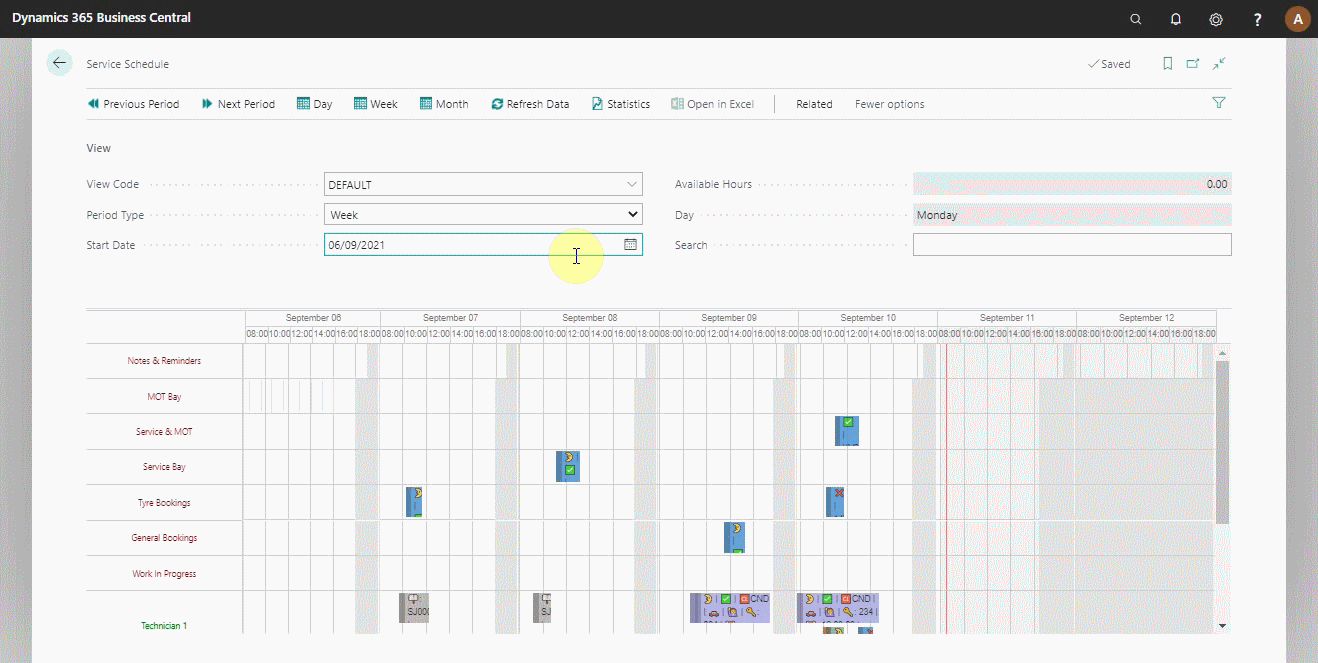 Dynamics 365 Business Central
? A
Service Schedule Saved
Previous Period Next Period Day Week Month Refresh Data Statistics Open in Excel Related Fewer options
View
View Code DEFAULT Available Hours 0.00
Period Type Week Day Monday
Start Date 06/09/2021 Search
September 06 September 07 September 08 September 09 September 10 September 11 September 12
08:00 10:00 12:00 14:00 16:00 18:00 08:00 10:00 12:00 14:00 16:00 18:00 08:00 10:00 12:00 14:00 16:00 18:00 08:00 10:00 12:00 14:00 16:00 18:00 08:00 10:00 12:00 14:00 16:00 18:00 08:00 10:00 12:00 14:00 16:00 18:00 08:00 10:00 12:00 14:00 16:00 18:00
Notes & Reminders
MOT Bay
Service & MOT
Service Bay
Tyre Bookings
General Bookings
Work In Progress
CL CND CL CND |
SJ000 SJ 234 |
Technician 1